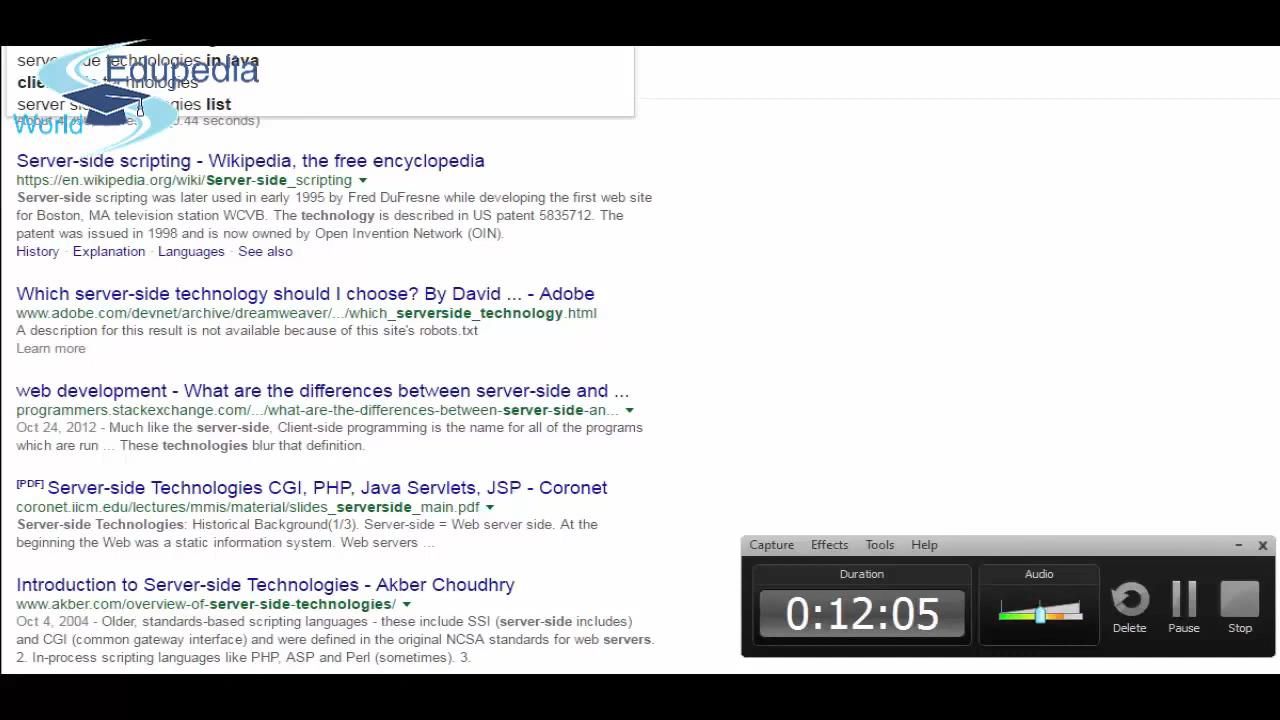 technologies in java
Edupedia
World
technologies
list
seconds)
Server-side scripting - Wikipedia, the free encyclopedia
https://en.wikipedia.org/wiki/Server-side_scripting
Server-side scripting was later used in early 1995 by Fred DuFresne while developing the first web site
for Boston, MA television station WCVB. The technology is described in US patent 5835712. The
patent was issued in 1998 and is now owned by Open Invention Network (OIN).
History · Explanation · Languages · See also
Which server-side technology should I choose? By David ... - Adobe
www.adobe.com/devnet/archive/dreamweaver/.../which_serverside_technology.html
A description for this result is not available because of this site's robots.txt
Learn more
web development - What are the differences between server-side and ...
programmers.stackexchange.com/.../what-are-the-differences-between-server-side-an...
Oct 24, 2012 - Much like the server-side, Client-side programming is the name for all of the programs
which are run ... These technologies blur that definition.
[PDF] Server-side Technologies CGI, PHP, Java Servlets, JSP - Coronet
coronet.iicm.edu/lectures/mmis/material/slides_serverside_main.pdf
Server-side Technologies: Historical Background(1/3). Server-side = Web server side. At the
beginning the Web was a static information system. Web servers ...
Introduction to Server-side Technologies - Akber Choudhry
www.akber.com/overview-of-server-side-technologies/
Oct 4, 2004 - Older, standards-based scripting languages - these include SSI (server-side includes)
and CGI (common gateway interface) and were defined in the original NCSA standards for web servers.
2. In-process scripting languages like PHP, ASP and Perl (sometimes). 3.
Capture Effects Tools Help
Duration
0:12:05
Audio
Delete Pause Stop